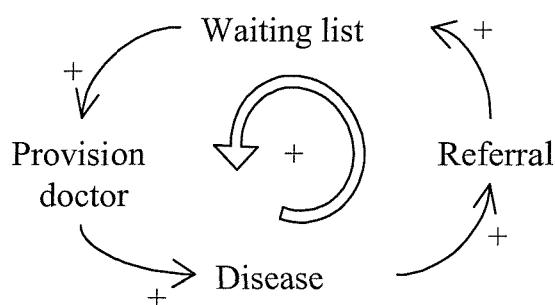 Waiting list
+
+
+
Provision
doctor
Referral
+
+
Disease